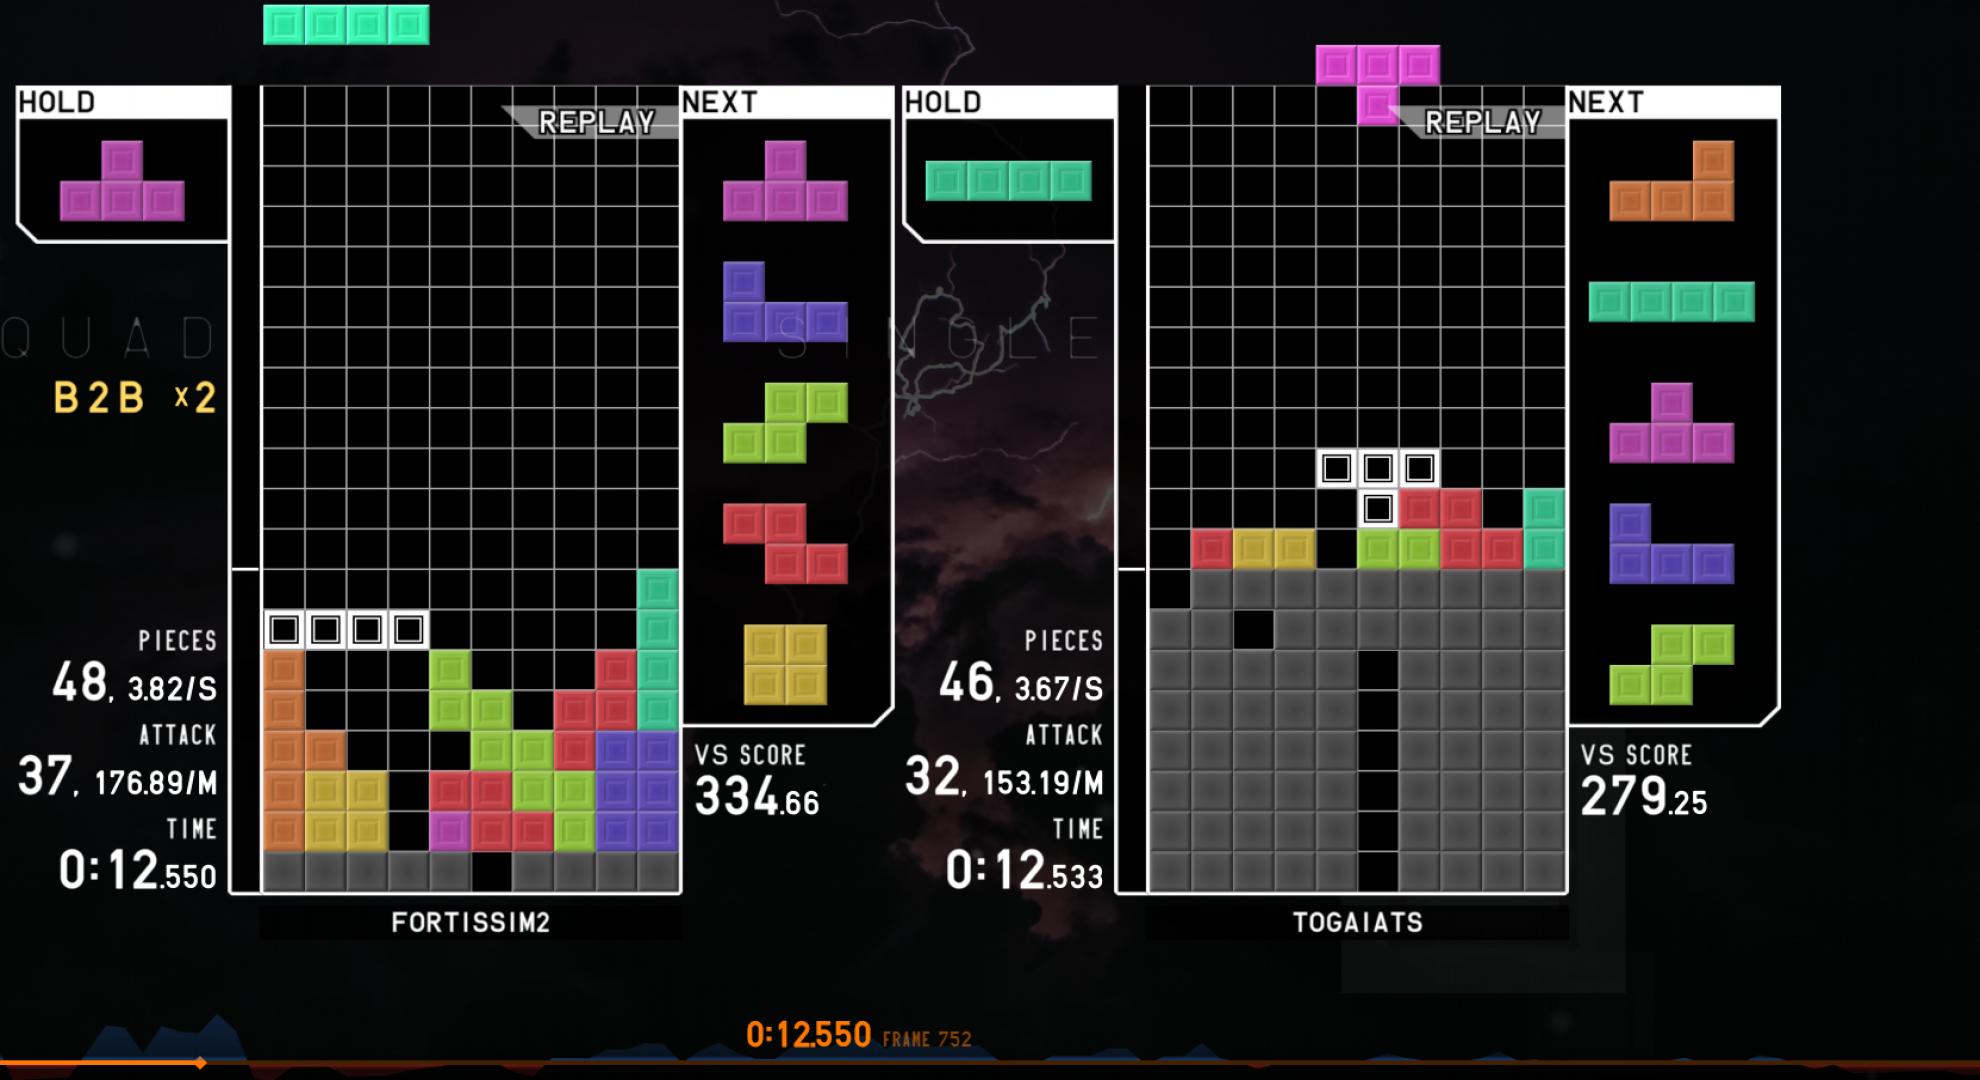 HOLD
REPLAY
NEXT
QUAD
B2B x2
PIECES
48, 3.82/S
ATTACK
37, 176.89/M
TIME
0:12.550
VS SCORE
334.66
FORTISSIM2
HOLD
REPLAY
NEXT
SINGLE
PIECES
46, 3.67/S
ATTACK
32, 153.19/M
TIME
0:12.533
VS SCORE
279.25
TOGAIATS
0:12.550 FRAME 752